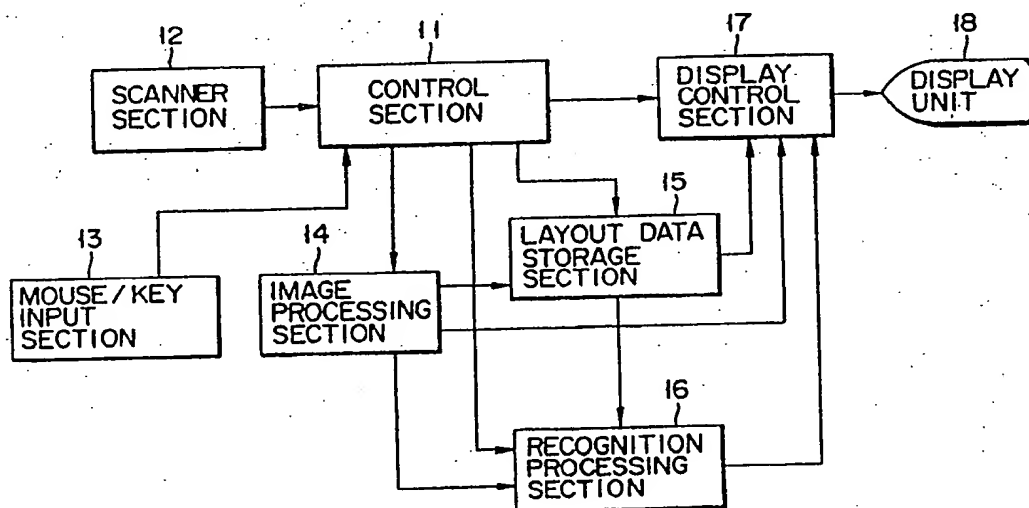 12
SCANNER
SECTION
11
CONTROL
SECTION
17
DISPLAY
CONTROL
SECTION
18
DISPLAY
UNIT
13
MOUSE/KEY
INPUT
SECTION
14
IMAGE
PROCESSING
SECTION
15
LAYOUT DATA
STORAGE
SECTION
16
RECOGNITION
PROCESSING
SECTION